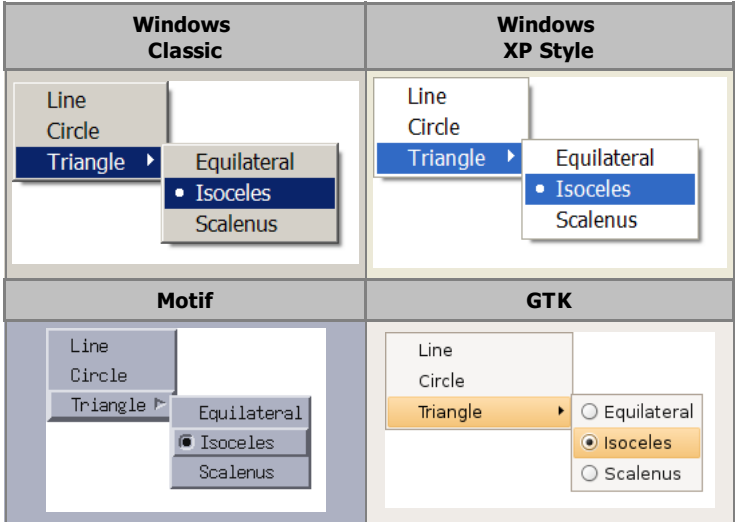 Windows
Classic
Windows
XP Style
Line
Circle
Triangle
Equilateral
Isoceles
Scalenus
Line
Circle
Triangle
Equilateral
Isoceles
Scalenus
Motif
GTK
Line
Circle
Triangle
Equilateral
Isoceles
Scalenus
Line
Circle
Triangle
Equilateral
Isoceles
Scalenus